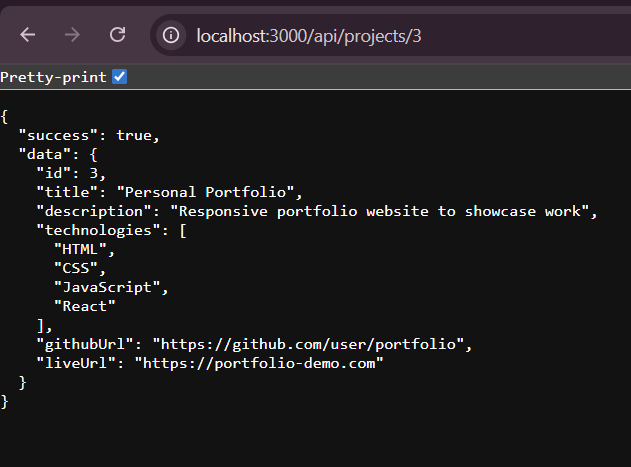 localhost:3000/api/projects/3
Pretty-print
{
  "success": true,
  "data": {
    "id": 3,
    "title": "Personal Portfolio",
    "description": "Responsive portfolio website to showcase work",
    "technologies": [
      "HTML",
      "CSS",
      "JavaScript",
      "React"
    ],
    "githubUrl": "https://github.com/user/portfolio",
    "liveUrl": "https://portfolio-demo.com"
  }
}